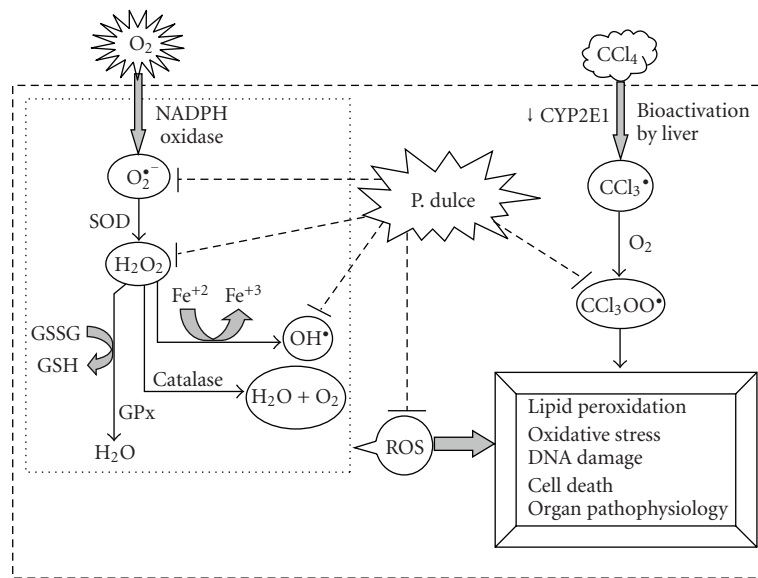 O₂
NADPH
oxidase
O₂•⁻
SOD
H₂O₂
Fe⁺² Fe⁺³
GSSG
GSH
OH•
Catalase
H₂O + O₂
GPx
H₂O
P. dulce
ROS
CCl₄
↓ CYP2E1
Bioactivation
by liver
CCl₃•
O₂
CCl₃OO•
Lipid peroxidation
Oxidative stress
DNA damage
Cell death
Organ pathophysiology